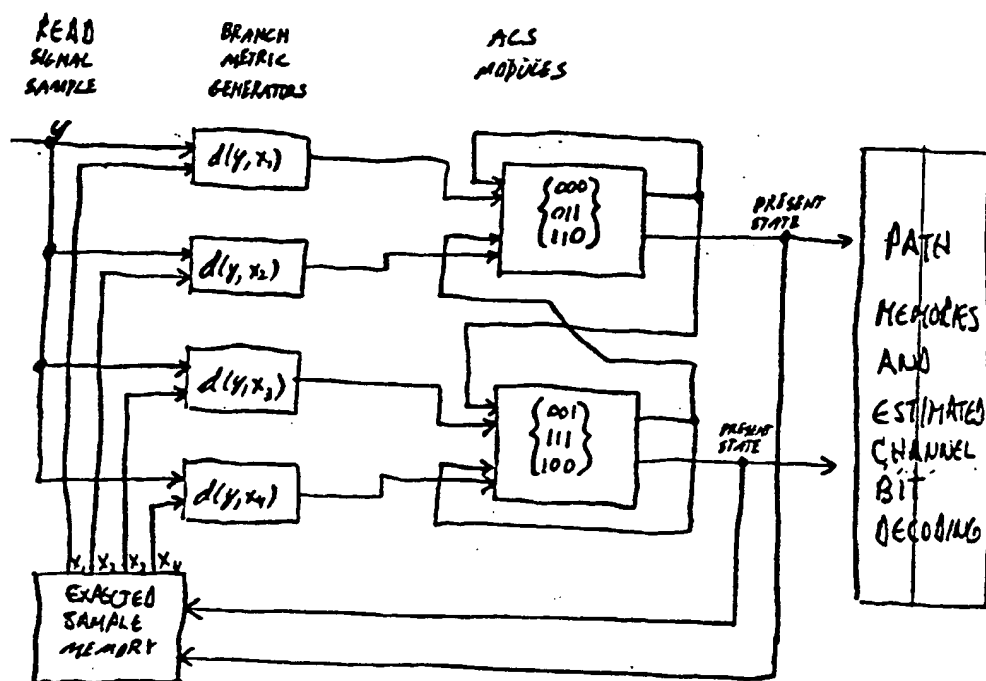 READ
SIGNAL
SAMPLE
BRANCH
METRIC
GENERATORS
ACS
MODULES
y
d(y,x1)
d(y,x2)
d(y,x3)
d(y,x4)
{000
011
110}
PRESENT
STATE
{001
111
100}
PRESENT
STATE
PATH
MEMORIES
AND
ESTIMATED
CHANNEL
BIT
DECODING
X1 X2 X3 X4
EXPECTED
SAMPLE
MEMORY